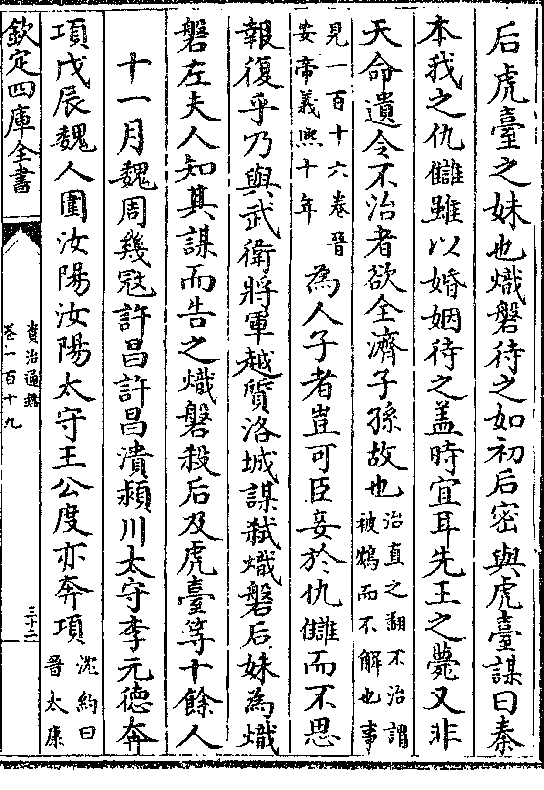 后虎臺之妹也熾磐待之如初后密與虎臺謀曰秦
本我之仇讎雖以婚姻待之盖時宜耳先王之薨又非
天命遺令不治者欲全濟子孫故也治直之翻不治謂
被鴆而不解也事
見一百十六卷晉
安帝義熙十年
為人子者豈可臣妾於仇讎而不思
報復乎乃與武衛將軍越質洛城謀弑熾磐后妹為熾
磐左夫人知其謀而告之熾磐殺后及虎臺等十餘人
十一月魏周幾冦許昌許昌潰潁川太守李元德奔
項戊辰魏人圍汝陽汝陽太守王公度亦奔項沈約曰
晉太康
欽定四庫全書
資治通鑑
卷一百十九
三十二